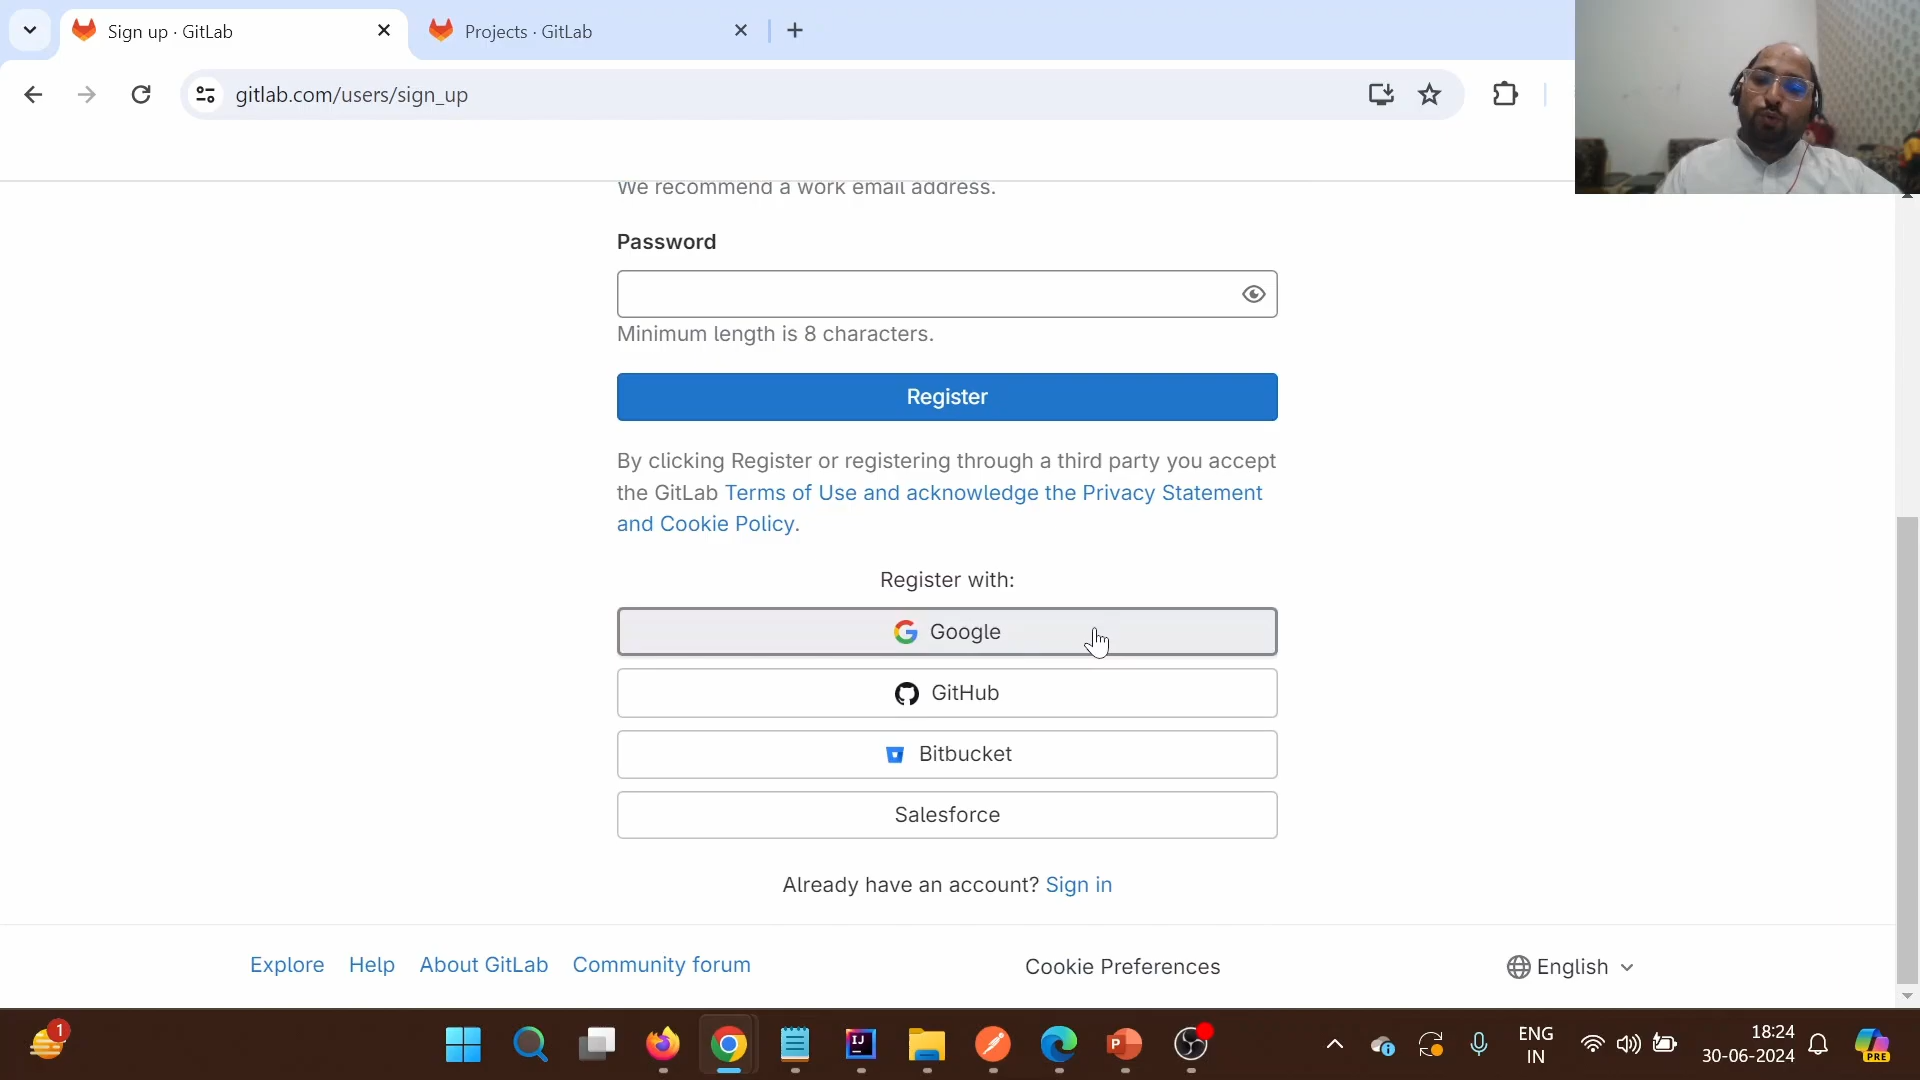 Sign up · GitLab
Projects · GitLab
gitlab.com/users/sign_up
We recommend a work email address.
Password
Minimum length is 8 characters.
Register
By clicking Register or registering through a third party you accept
the GitLab Terms of Use and acknowledge the Privacy Statement
and Cookie Policy.
Register with:
Google
GitHub
Bitbucket
Salesforce
Already have an account? Sign in
Explore Help About GitLab Community forum Cookie Preferences English
1
IJ
P
ENG
IN
18:24
30-06-2024
PRE